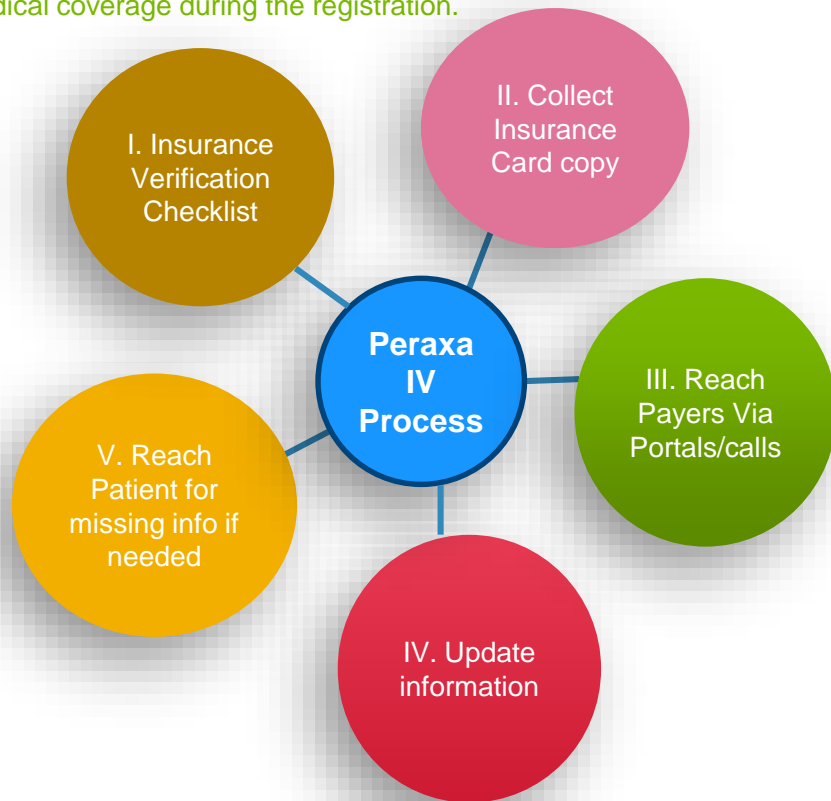 dical coverage during the registration.
I. Insurance
Verification
Checklist
II. Collect
Insurance
Card copy
Peraxa
IV
Process
III. Reach
Payers Via
Portals/calls
V. Reach
Patient for
missing info if
needed
IV. Update
information